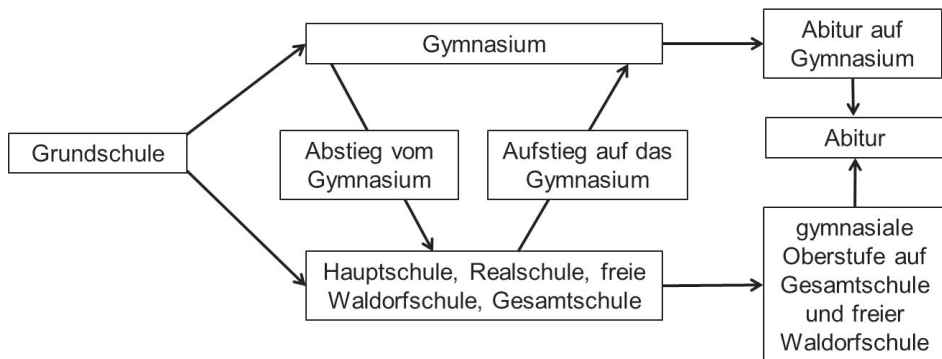 Grundschule
Gymnasium
Abstieg vom
Gymnasium
Aufstieg auf das
Gymnasium
Hauptschule, Realschule, freie
Waldorfschule, Gesamtschule
Abitur auf
Gymnasium
Abitur
gymnasiale
Oberstufe auf
Gesamtschule
und freier
Waldorfschule